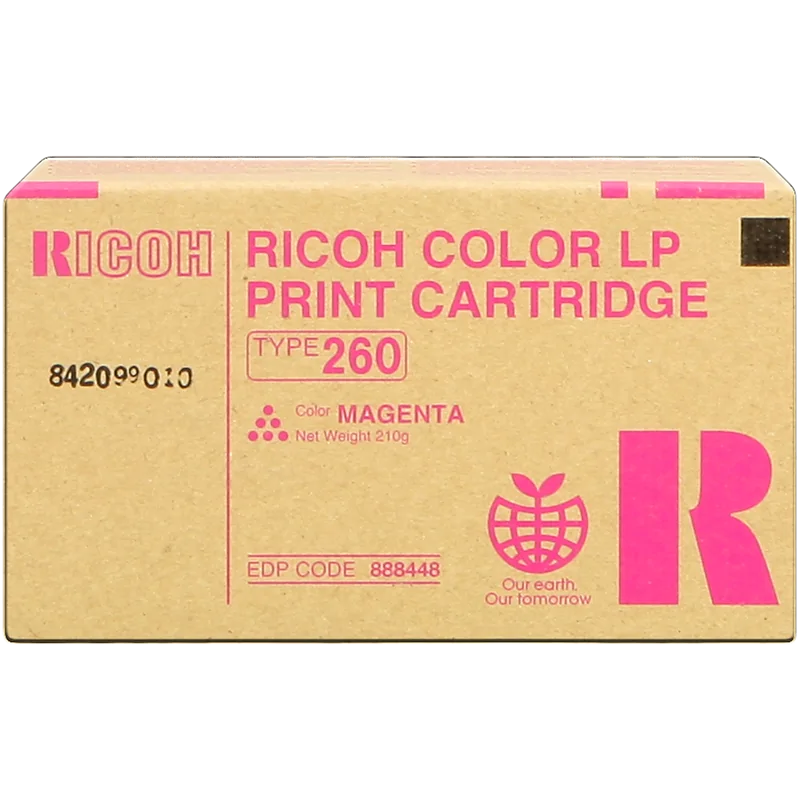 RICOH
842099010
RICOH COLOR LP
PRINT CARTRIDGE
TYPE 260
Color MAGENTA
Net Weight 210g
EDP CODE 888448
Our earth,
Our tomorrow
R